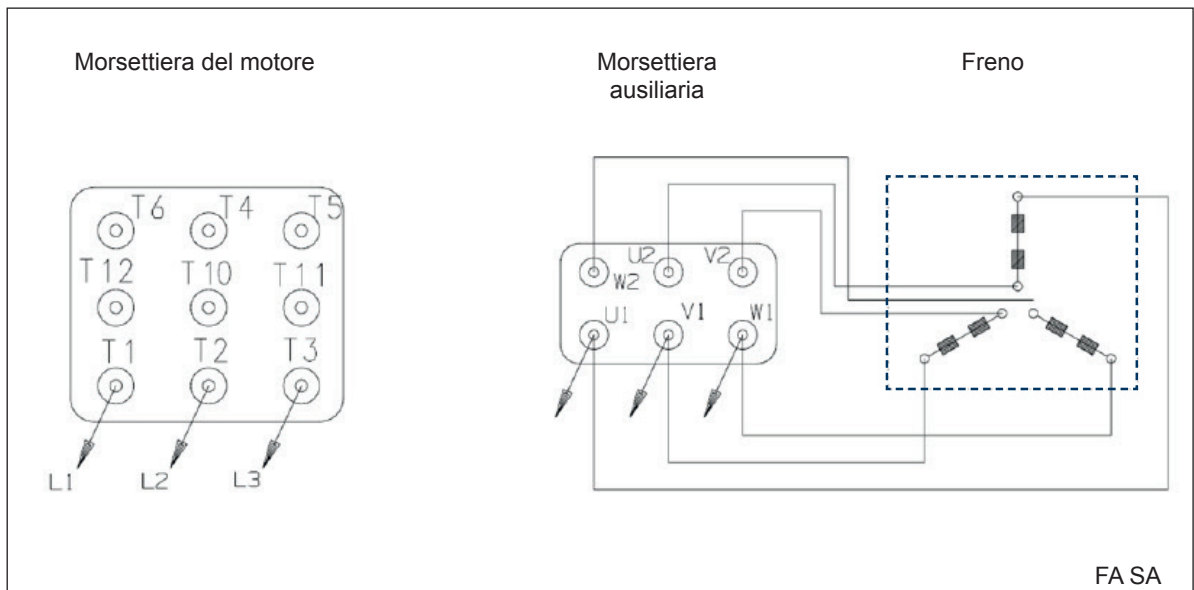 Morsettiera del motore
Morsettiera
ausiliaria
Freno
T6 T4 T5
T12 T10 T11
T1 T2 T3
L1 L2 L3
W2 U2 V2
U1 V1 W1
FA SA